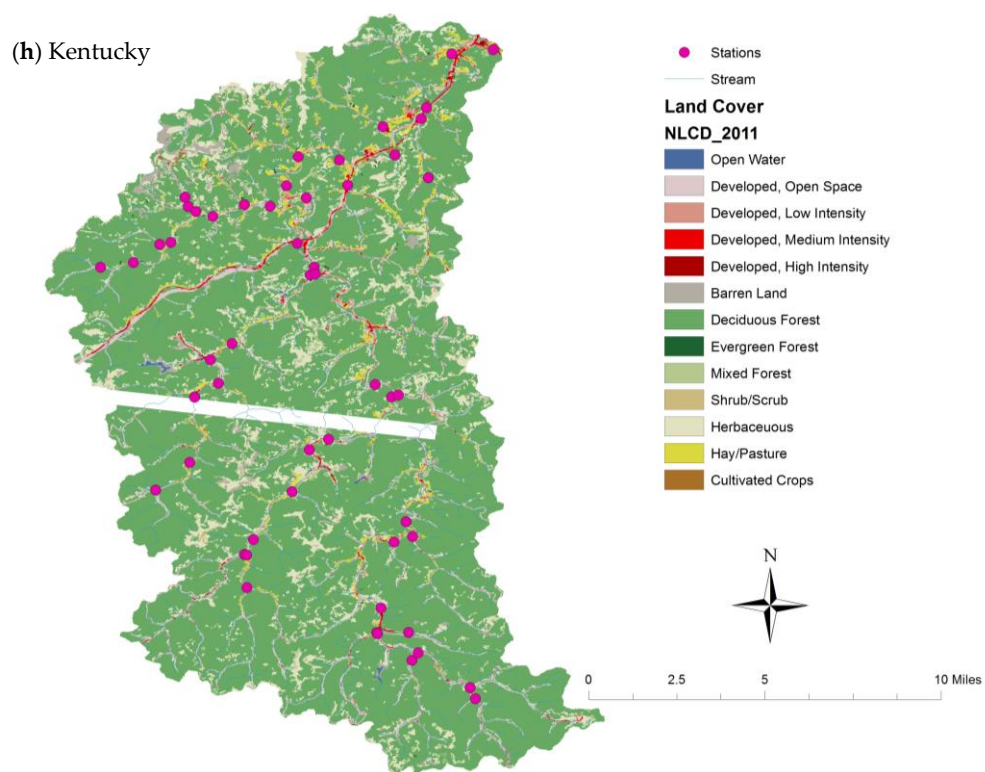 (h) Kentucky
Stations
Stream
Land Cover
NLCD_2011
Open Water
Developed, Open Space
Developed, Low Intensity
Developed, Medium Intensity
Developed, High Intensity
Barren Land
Deciduous Forest
Evergreen Forest
Mixed Forest
Shrub/Scrub
Herbaceuous
Hay/Pasture
Cultivated Crops
N
0 2.5 5 10 Miles